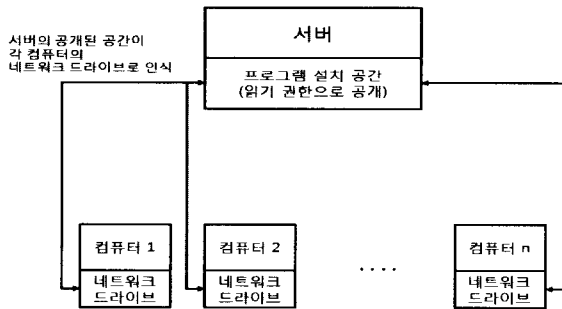 서버의 공개된 공간이
각 컴퓨터의
네트워크 드라이브로 인식
서버
프로그램 설치 공간
(읽기 권한으로 공개)
컴퓨터 1
네트워크
드라이브
컴퓨터 2
네트워크
드라이브
....
컴퓨터 n
네트워크
드라이브